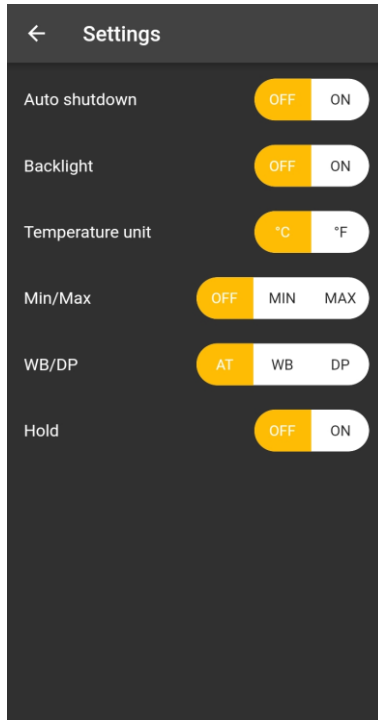 Settings
Auto shutdown OFF ON
Backlight OFF ON
Temperature unit °C °F
Min/Max OFF MIN MAX
WB/DP AT WB DP
Hold OFF ON